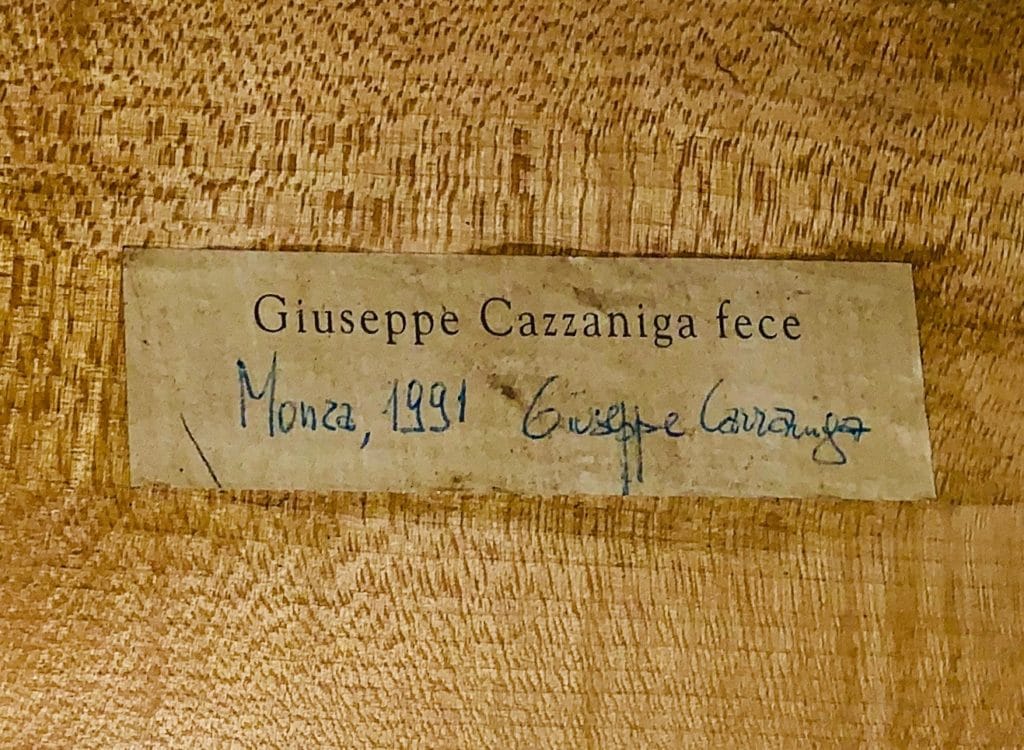 Giuseppe Cazzaniga fece
Monza, 1991 Giuseppe Cazzaniga